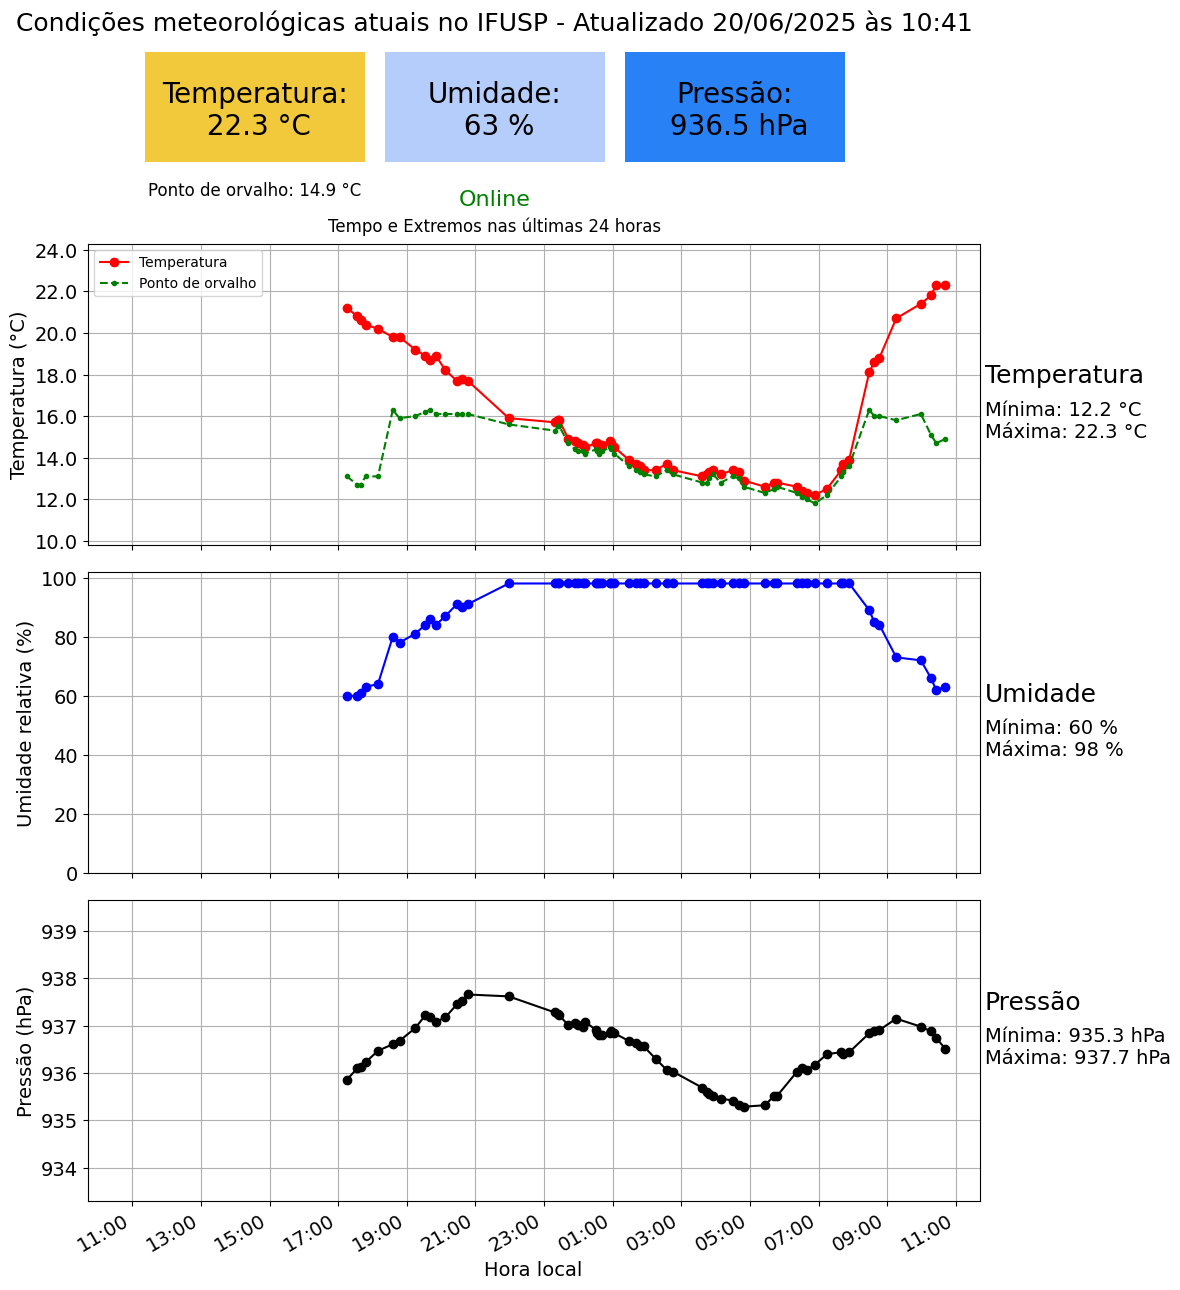 Condições meteorológicas atuais no IFUSP - Atualizado 20/06/2025 às 10:41
Temperatura:
22.3 °C
Umidade:
63 %
Pressão:
936.5 hPa
Ponto de orvalho: 14.9 °C
Online
Tempo e Extremos nas últimas 24 horas
Temperatura
Ponto de orvalho
Temperatura (°C)
24.0
22.0
20.0
18.0
16.0
14.0
12.0
10.0
Temperatura
Mínima: 12.2 °C
Máxima: 22.3 °C
Umidade relativa (%)
100
80
60
40
20
0
Umidade
Mínima: 60 %
Máxima: 98 %
Pressão (hPa)
939
938
937
936
935
934
Pressão
Mínima: 935.3 hPa
Máxima: 937.7 hPa
11:00
13:00
15:00
17:00
19:00
21:00
23:00
01:00
03:00
05:00
07:00
09:00
11:00
Hora local